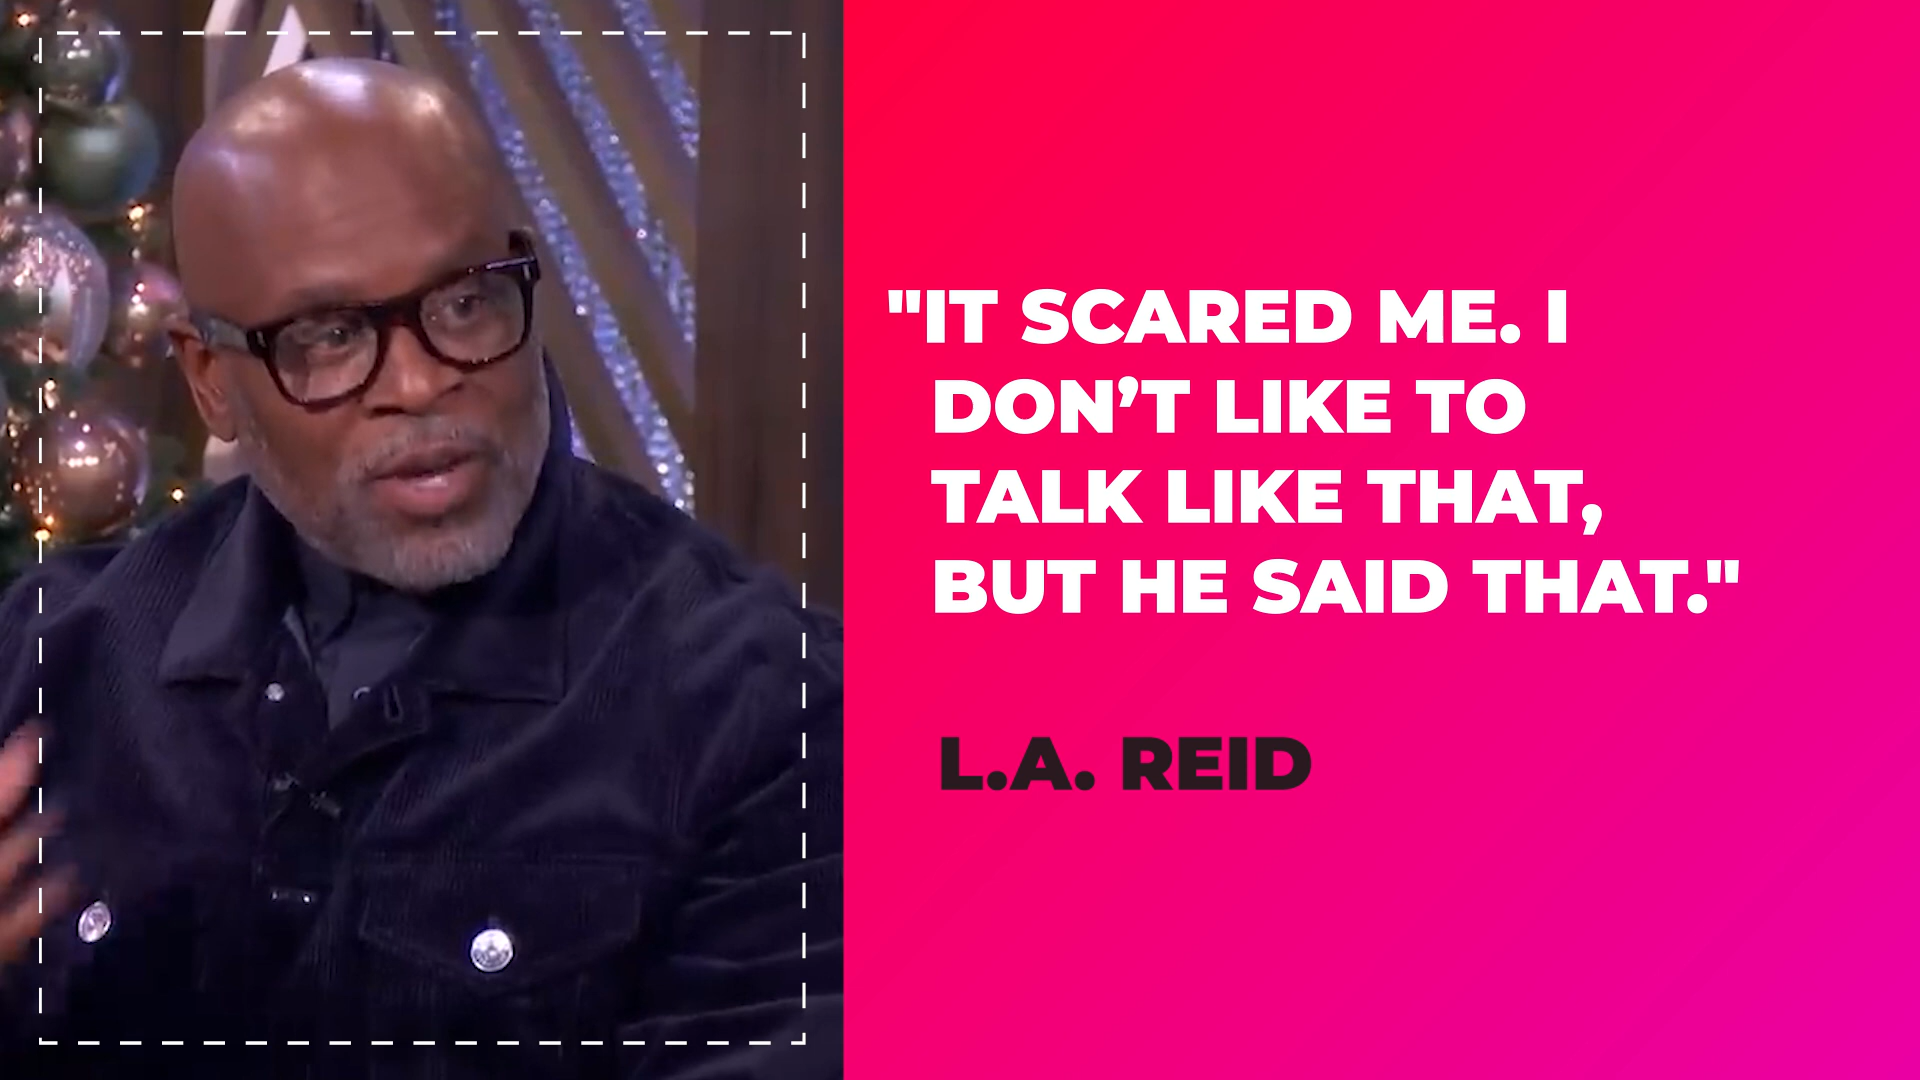 "IT SCARED ME. I
DON’T LIKE TO
TALK LIKE THAT,
BUT HE SAID THAT."
L.A. REID